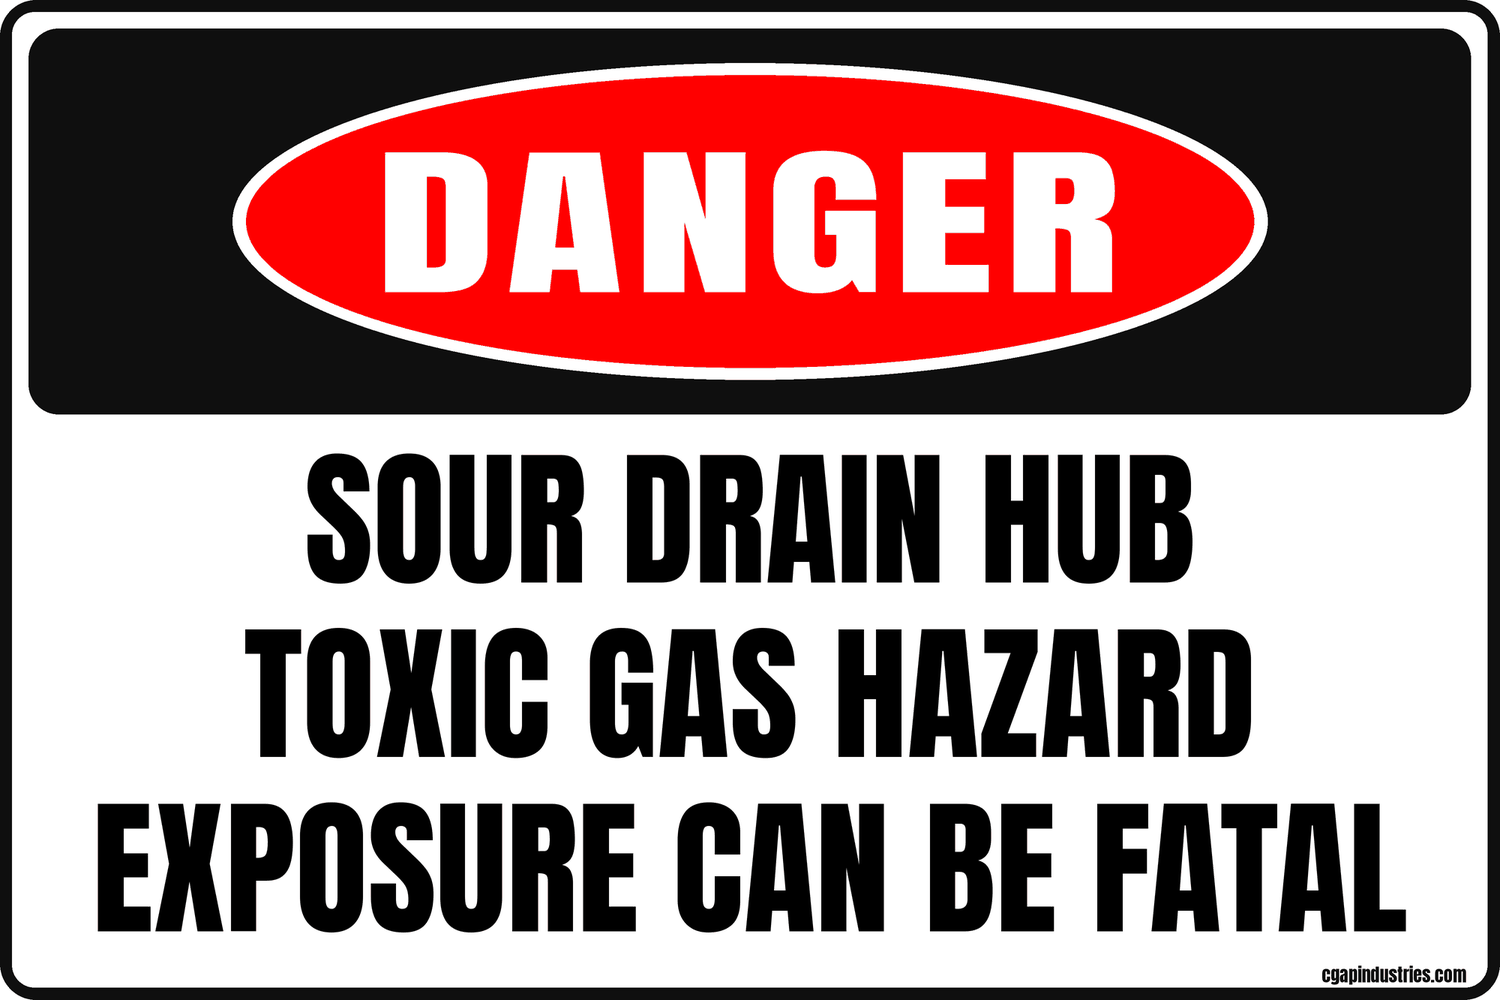 DANGER
SOUR DRAIN HUB
TOXIC GAS HAZARD
EXPOSURE CAN BE FATAL
cgapindustries.com